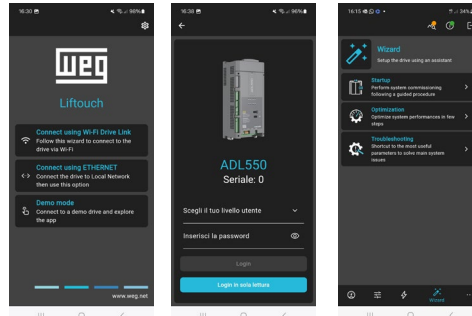 16:30
98%
weg
Liftouch
Connect using WI-FI Drive Link
Follow this wizard to connect to the
drive via Wi-Fi
Connect using ETHERNET
Connect the drive to Local Network
then use this option
Demo mode
Connect to a demo drive and explore
the app
www.weg.net
16:30
96%
ADL550
Seriale: 0
Scegli il tuo livello utente
Inserisci la password
Login
Login in sola lettura
16:15
34%
Wizard
Setup the drive using an assistant
Startup
Perform system commissioning
following a guided procedure
Optimization
Optimize system performances in few
steps
Troubleshooting
Shortcut to the most useful
parameters to solve main system
issues
Wizard